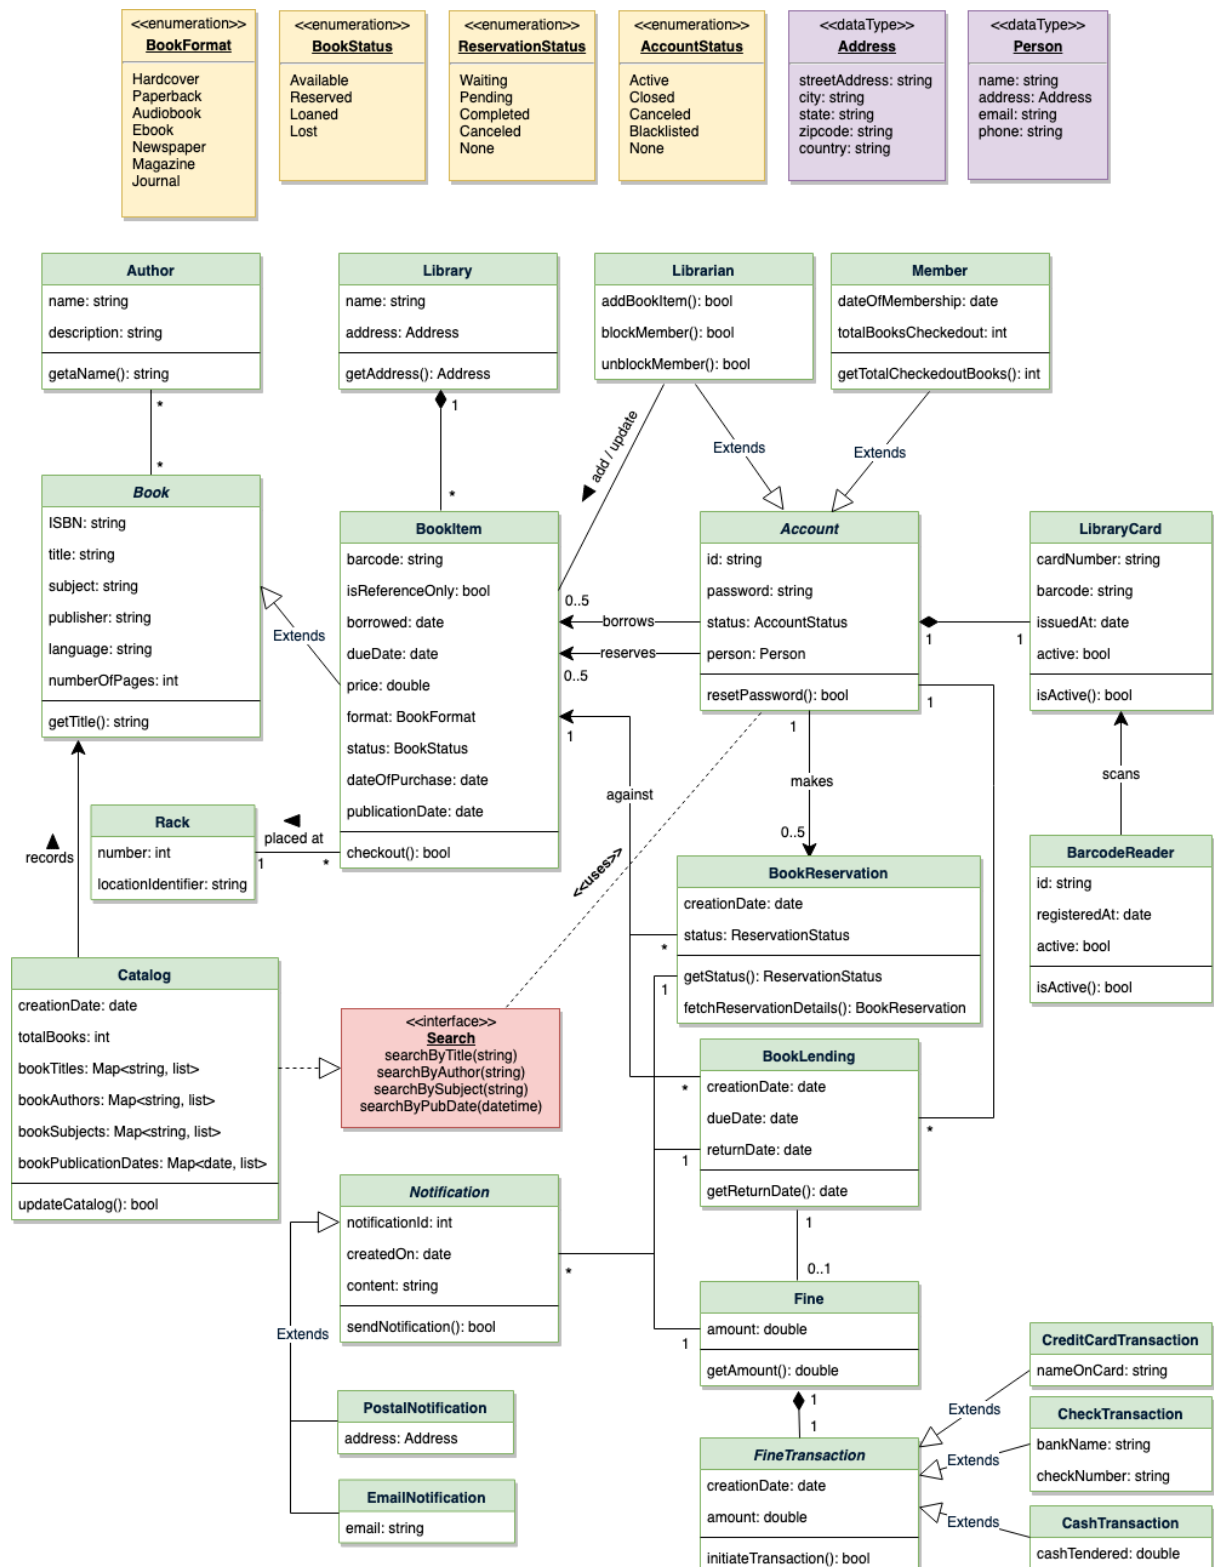 <<enumeration>>
BookFormat
Hardcover
Paperback
Audiobook
Ebook
Newspaper
Magazine
Journal
<<enumeration>>
BookStatus
Available
Reserved
Loaned
Lost
<<enumeration>>
ReservationStatus
Waiting
Pending
Completed
Canceled
None
<<enumeration>>
AccountStatus
Active
Closed
Canceled
Blacklisted
None
<<dataType>>
Address
streetAddress: string
city: string
state: string
zipcode: string
country: string
<<dataType>>
Person
name: string
address: Address
email: string
phone: string
Author
name: string
description: string
getaName(): string
*
*
Library
name: string
address: Address
getAddress(): Address
1
*
Librarian
addBookItem(): bool
blockMember(): bool
unblockMember(): bool
add / update
Extends
Member
dateOfMembership: date
totalBooksCheckedout: int
getTotalCheckedoutBooks(): int
Extends
Book
ISBN: string
title: string
subject: string
publisher: string
language: string
numberOfPages: int
getTitle(): string
Extends
BookItem
barcode: string
isReferenceOnly: bool
borrowed: date
dueDate: date
price: double
format: BookFormat
status: BookStatus
dateOfPurchase: date
publicationDate: date
checkout(): bool
0..5
borrows
reserves
0..5
1
against
Account
id: string
password: string
status: AccountStatus
person: Person
resetPassword(): bool
1
1
1
1
makes
0..5
LibraryCard
cardNumber: string
barcode: string
issuedAt: date
active: bool
isActive(): bool
scans
BarcodeReader
id: string
registeredAt: date
active: bool
isActive(): bool
Rack
number: int
locationIdentifier: string
placed at
1
*
records
<<uses>>
BookReservation
creationDate: date
status: ReservationStatus
getStatus(): ReservationStatus
fetchReservationDetails(): BookReservation
*
1
Catalog
creationDate: date
totalBooks: int
bookTitles: Map<string, list>
bookAuthors: Map<string, list>
bookSubjects: Map<string, list>
bookPublicationDates: Map<date, list>
updateCatalog(): bool
<<interface>>
Search
searchByTitle(string)
searchByAuthor(string)
searchBySubject(string)
searchByPubDate(datetime)
BookLending
creationDate: date
dueDate: date
returnDate: date
getReturnDate(): date
*
*
1
1
0..1
Notification
notificationId: int
createdOn: date
content: string
sendNotification(): bool
*
Extends
PostalNotification
address: Address
EmailNotification
email: string
Fine
amount: double
getAmount(): double
1
1
1
FineTransaction
creationDate: date
amount: double
initiateTransaction(): bool
CreditCardTransaction
nameOnCard: string
Extends
CheckTransaction
bankName: string
checkNumber: string
Extends
CashTransaction
cashTendered: double
Extends